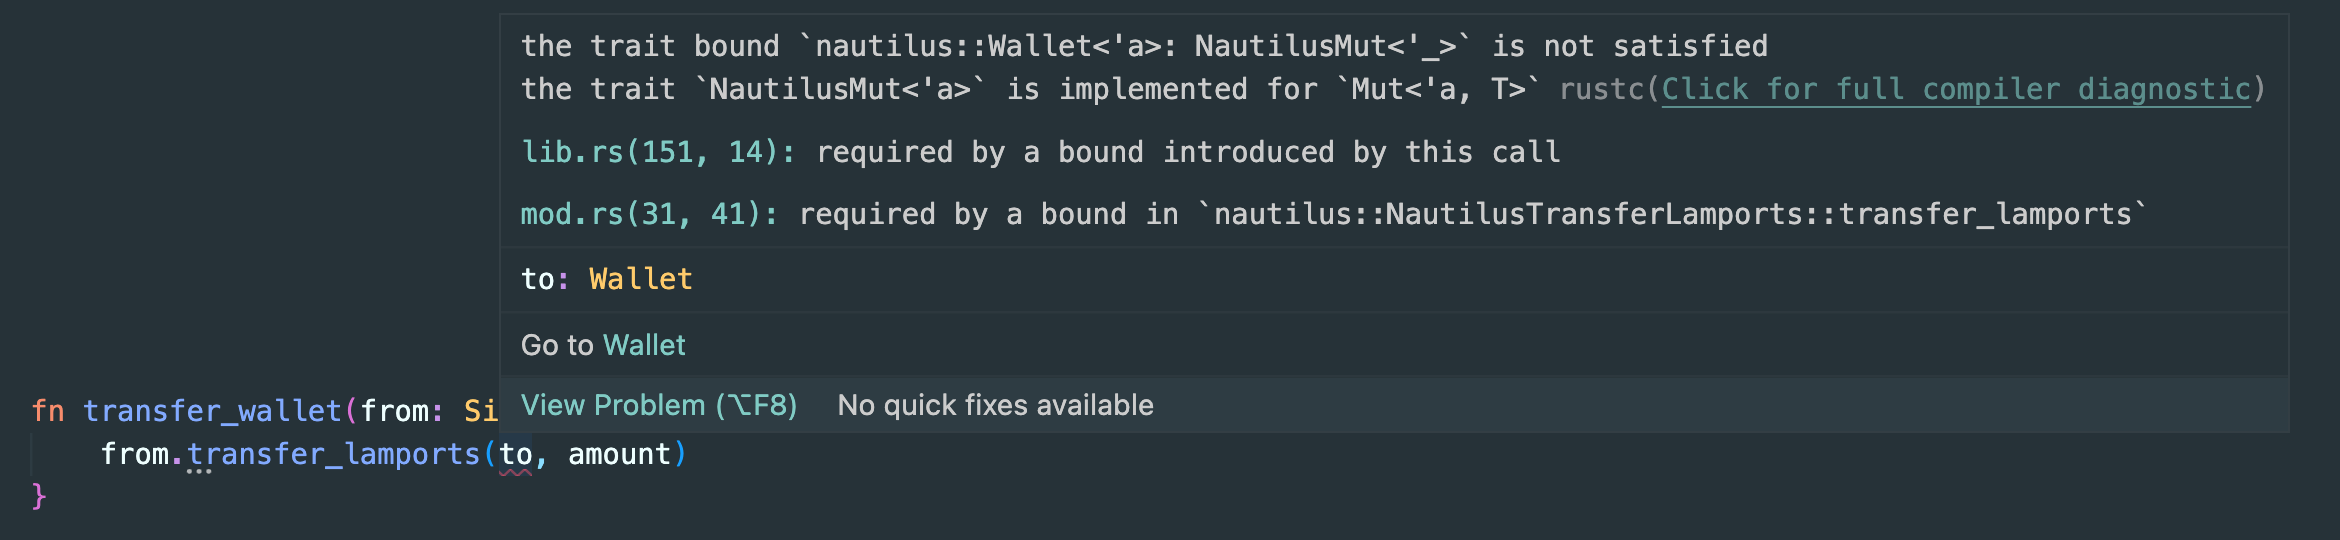 the trait bound `nautilus::Wallet<'a>: NautilusMut<'_>` is not satisfied
the trait `NautilusMut<'a>` is implemented for `Mut<'a, T>` rustc(Click for full compiler diagnostic)
lib.rs(151, 14): required by a bound introduced by this call
mod.rs(31, 41): required by a bound in `nautilus::NautilusTransferLamports::transfer_lamports`
to: Wallet
Go to Wallet
View Problem (⌥F8) No quick fixes available
fn transfer_wallet(from: Si
from.transfer_lamports(to, amount)
}